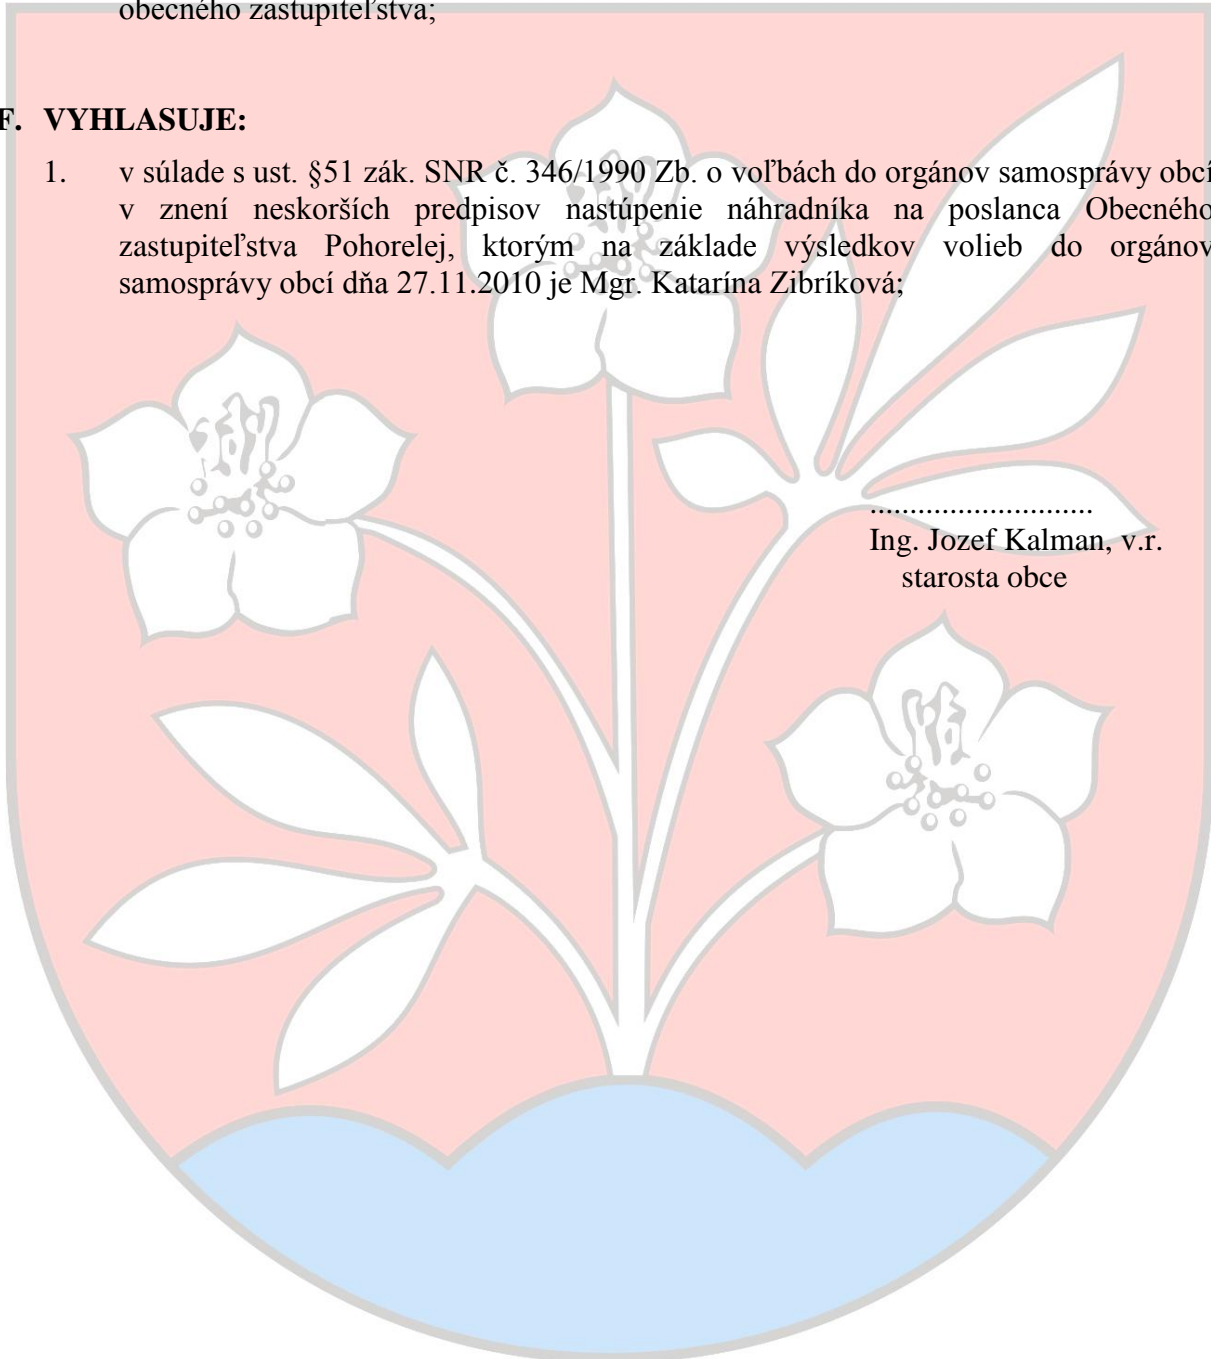 obecného zastupiteľstva;
F. VYHLASUJE:
1. v súlade s ust. §51 zák. SNR č. 346/1990 Zb. o voľbách do orgánov samosprávy obcí
v znení neskorších predpisov nastúpenie náhradníka na poslanca Obecného
zastupiteľstva Pohorelej, ktorým na základe výsledkov volieb do orgánov
samosprávy obcí dňa 27.11.2010 je Mgr. Katarína Zibríková;
............................
Ing. Jozef Kalman, v.r.
starosta obce